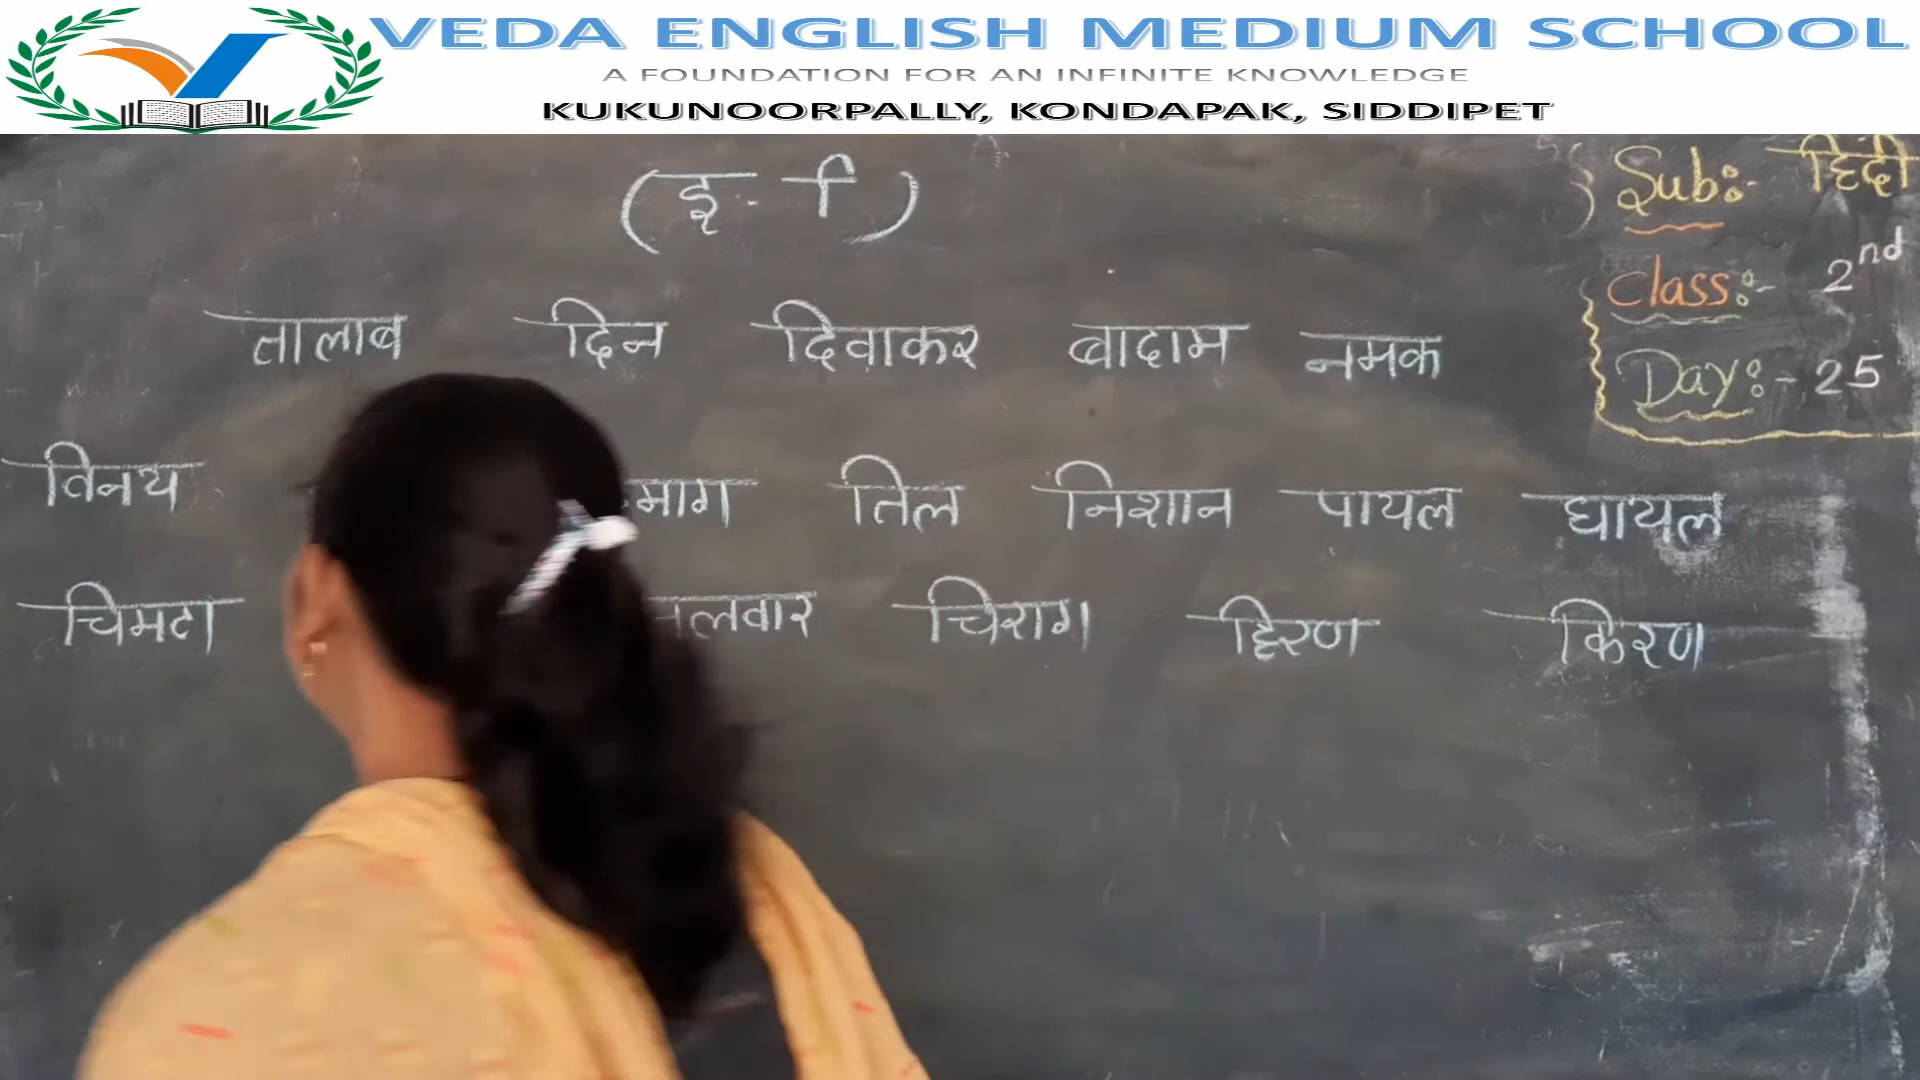 VEDA ENGLISH MEDIUM SCHOOL
A FOUNDATION FOR AN INFINITE KNOWLEDGE
KUKUNOORPALLY, KONDAPAK, SIDDIPET
(इ - ि)
Sub:- हिंदी
Class:- 2nd
Day:- 25
तालाब दिन दिवाकर बादाम नमक
विनय तिल निशान पायल घायल
चिमटा चिराग हिरण किरण